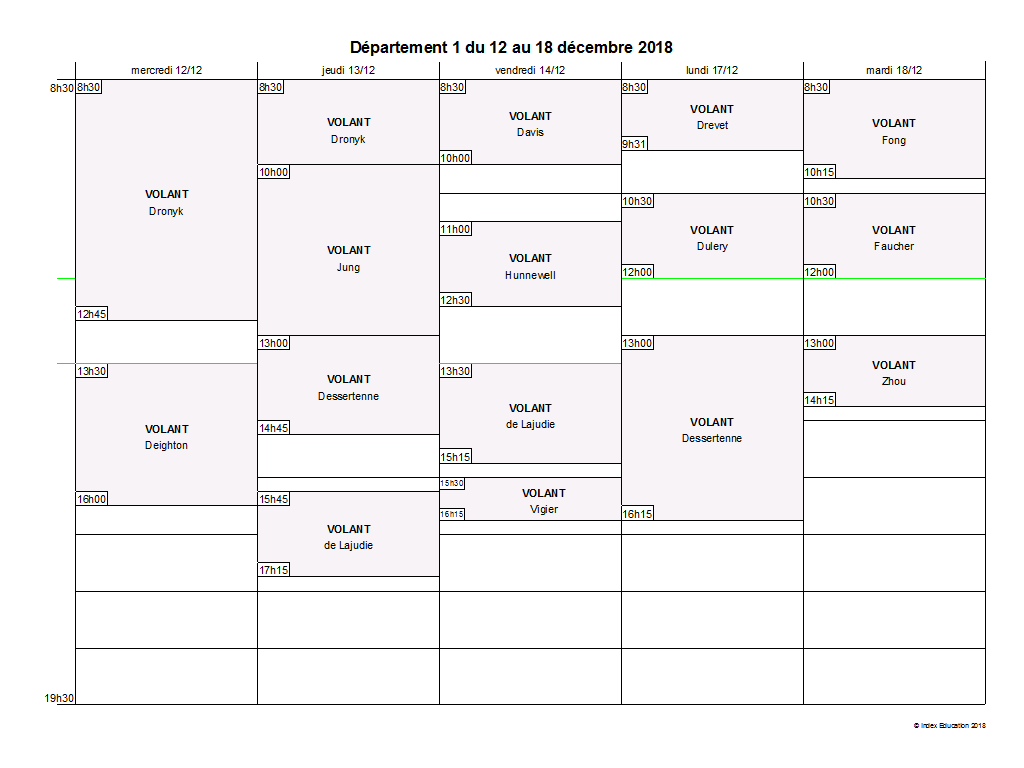 Département 1 du 12 au 18 décembre 2018
mercredi 12/12
jeudi 13/12
vendredi 14/12
lundi 17/12
mardi 18/12
8h30
8h30
VOLANT
Dronyk
12h45
13h30
VOLANT
Deighton
16h00
8h30
VOLANT
Dronyk
10h00
VOLANT
Jung
13h00
VOLANT
Dessertenne
14h45
15h45
VOLANT
de Lajudie
17h15
8h30
VOLANT
Davis
10h00
11h00
VOLANT
Hunnewell
12h30
13h30
VOLANT
de Lajudie
15h15
15h30
VOLANT
Vigier
16h15
8h30
VOLANT
Drevet
9h31
10h30
VOLANT
Dulery
12h00
13h00
VOLANT
Dessertenne
16h15
8h30
VOLANT
Fong
10h15
10h30
VOLANT
Faucher
12h00
13h00
VOLANT
Zhou
14h15
19h30
© Index Education 2018